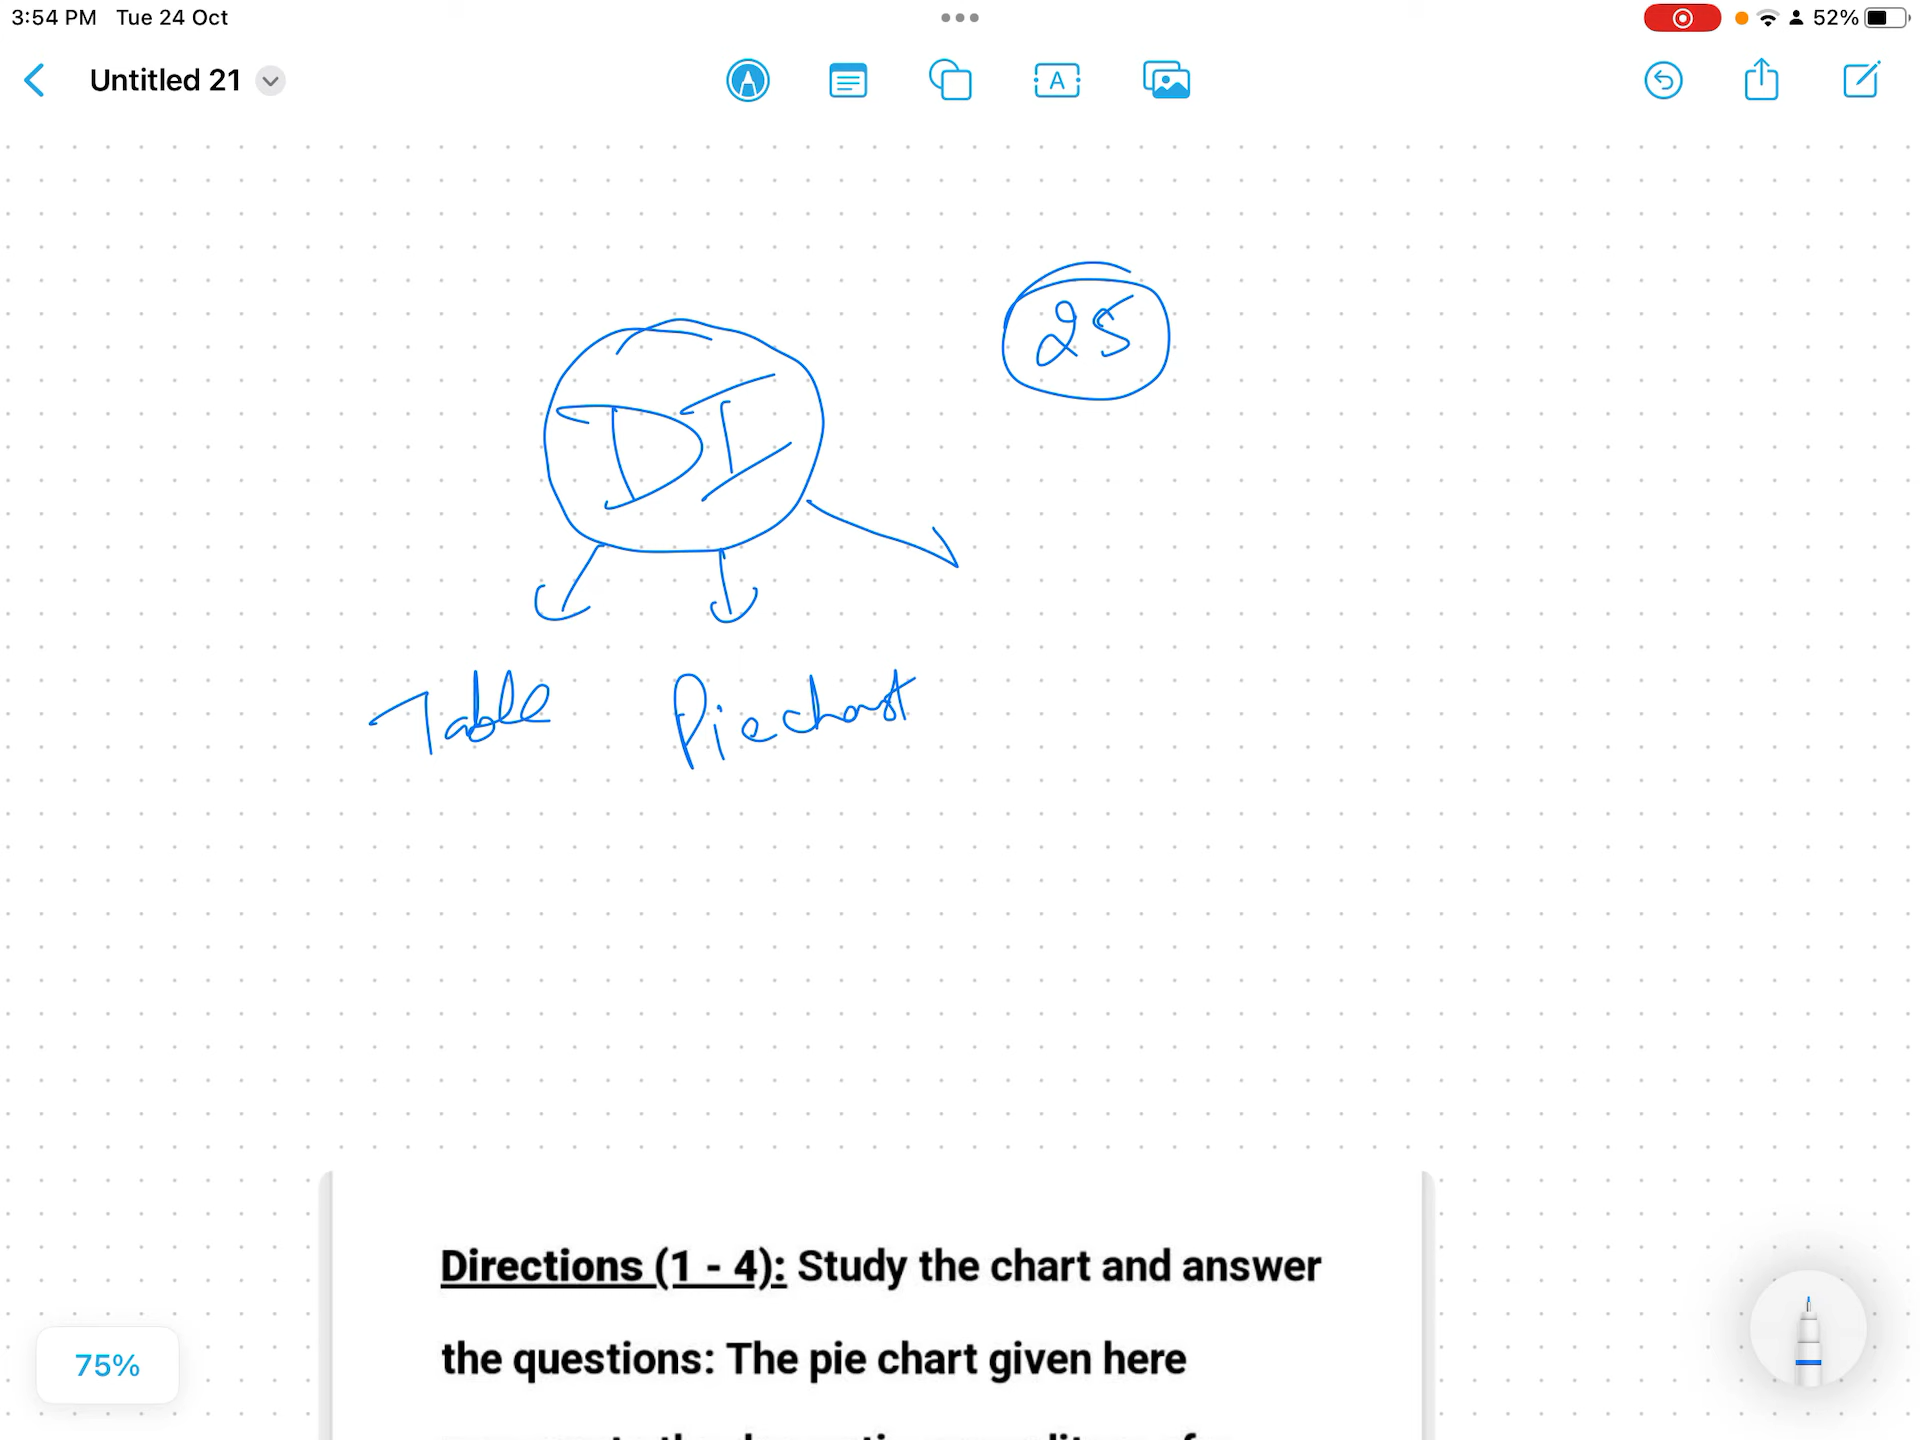 3:54 PM Tue 24 Oct
52%
Untitled 21
A
25
DI
Table Piechart
Directions (1 - 4): Study the chart and answer
the questions: The pie chart given here
75%